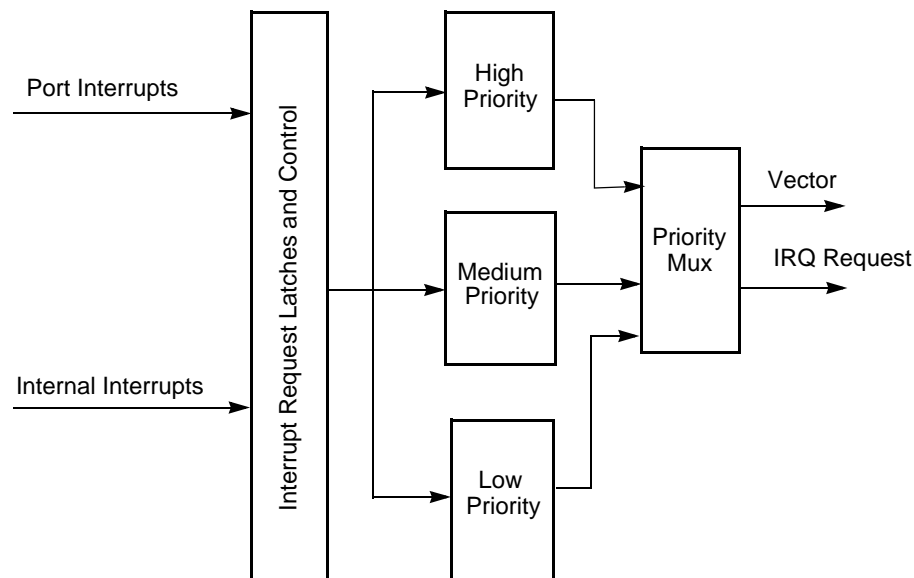 Port Interrupts
Internal Interrupts
Interrupt Request Latches and Control
High
Priority
Medium
Priority
Low
Priority
Priority
Mux
Vector
IRQ Request